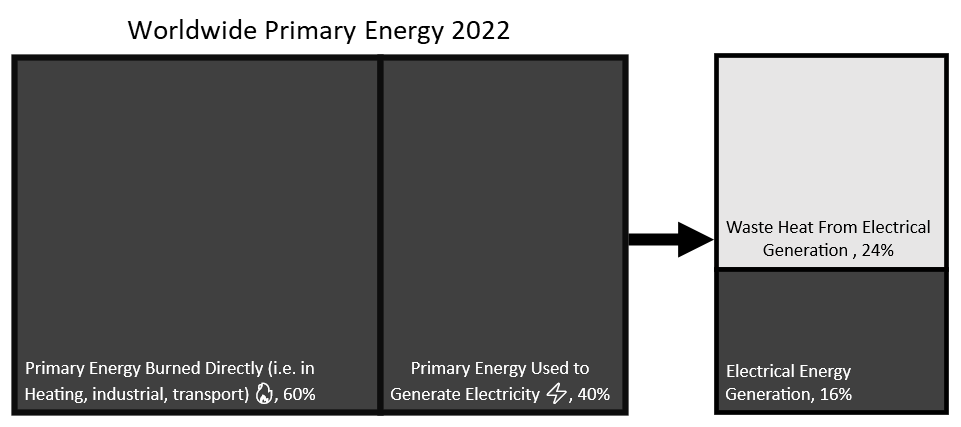 Worldwide Primary Energy 2022
Primary Energy Burned Directly (i.e. in
Heating, industrial, transport) , 60%
Primary Energy Used to
Generate Electricity , 40%
Waste Heat From Electrical
Generation , 24%
Electrical Energy
Generation, 16%